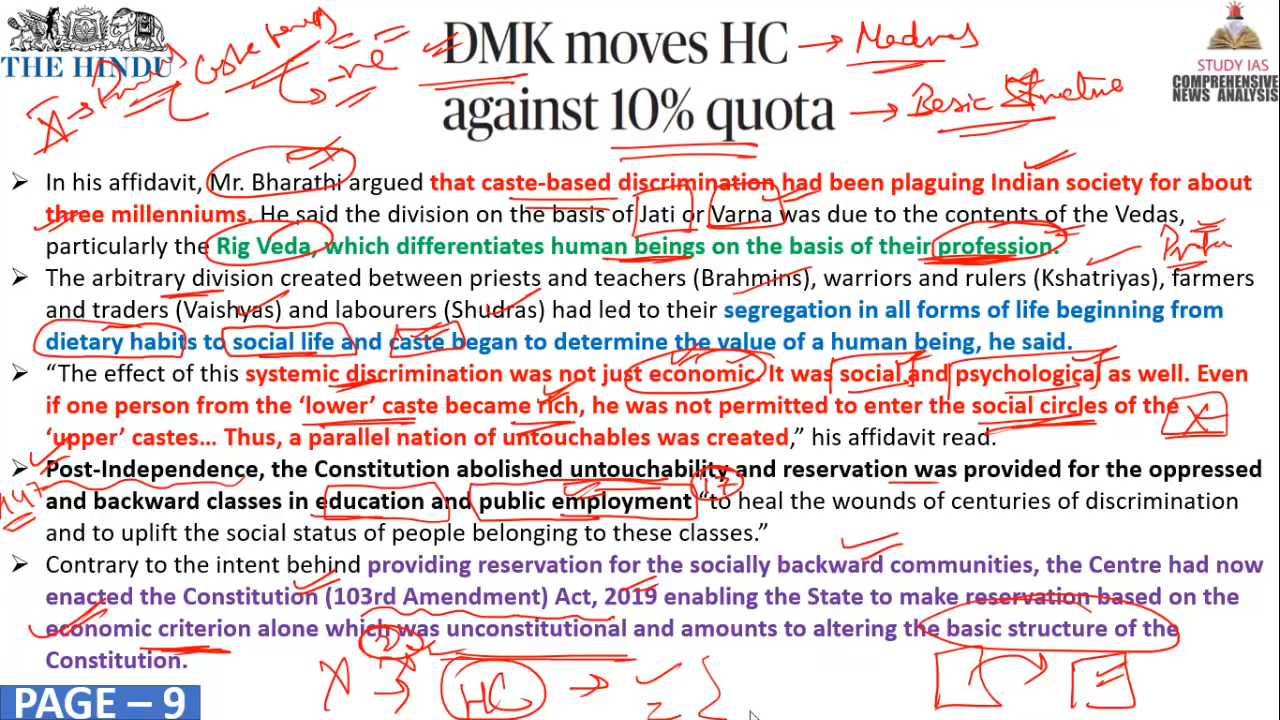 THE HINDU
DMK moves HC → Madras
against 10% quota → Basic Structure
STUDY IAS
COMPREHENSIVE
NEWS ANALYSIS
➢ In his affidavit, Mr. Bharathi argued that caste-based discrimination had been plaguing Indian society for about
three millenniums. He said the division on the basis of Jati or Varna was due to the contents of the Vedas,
particularly the Rig Veda, which differentiates human beings on the basis of their profession.
➢ The arbitrary division created between priests and teachers (Brahmins), warriors and rulers (Kshatriyas), farmers
and traders (Vaishyas) and labourers (Shudras) had led to their segregation in all forms of life beginning from
dietary habits to social life and caste began to determine the value of a human being, he said.
➢ “The effect of this systemic discrimination was not just economic. It was social and psychological as well. Even
if one person from the ‘lower’ caste became rich, he was not permitted to enter the social circles of the
‘upper’ castes… Thus, a parallel nation of untouchables was created,” his affidavit read.
➢ Post-Independence, the Constitution abolished untouchability and reservation was provided for the oppressed
and backward classes in education and public employment “to heal the wounds of centuries of discrimination
and to uplift the social status of people belonging to these classes.”
17
1947
➢ Contrary to the intent behind providing reservation for the socially backward communities, the Centre had now
enacted the Constitution (103rd Amendment) Act, 2019 enabling the State to make reservation based on the
economic criterion alone which was unconstitutional and amounts to altering the basic structure of the
Constitution.
X → HC →
PAGE – 9